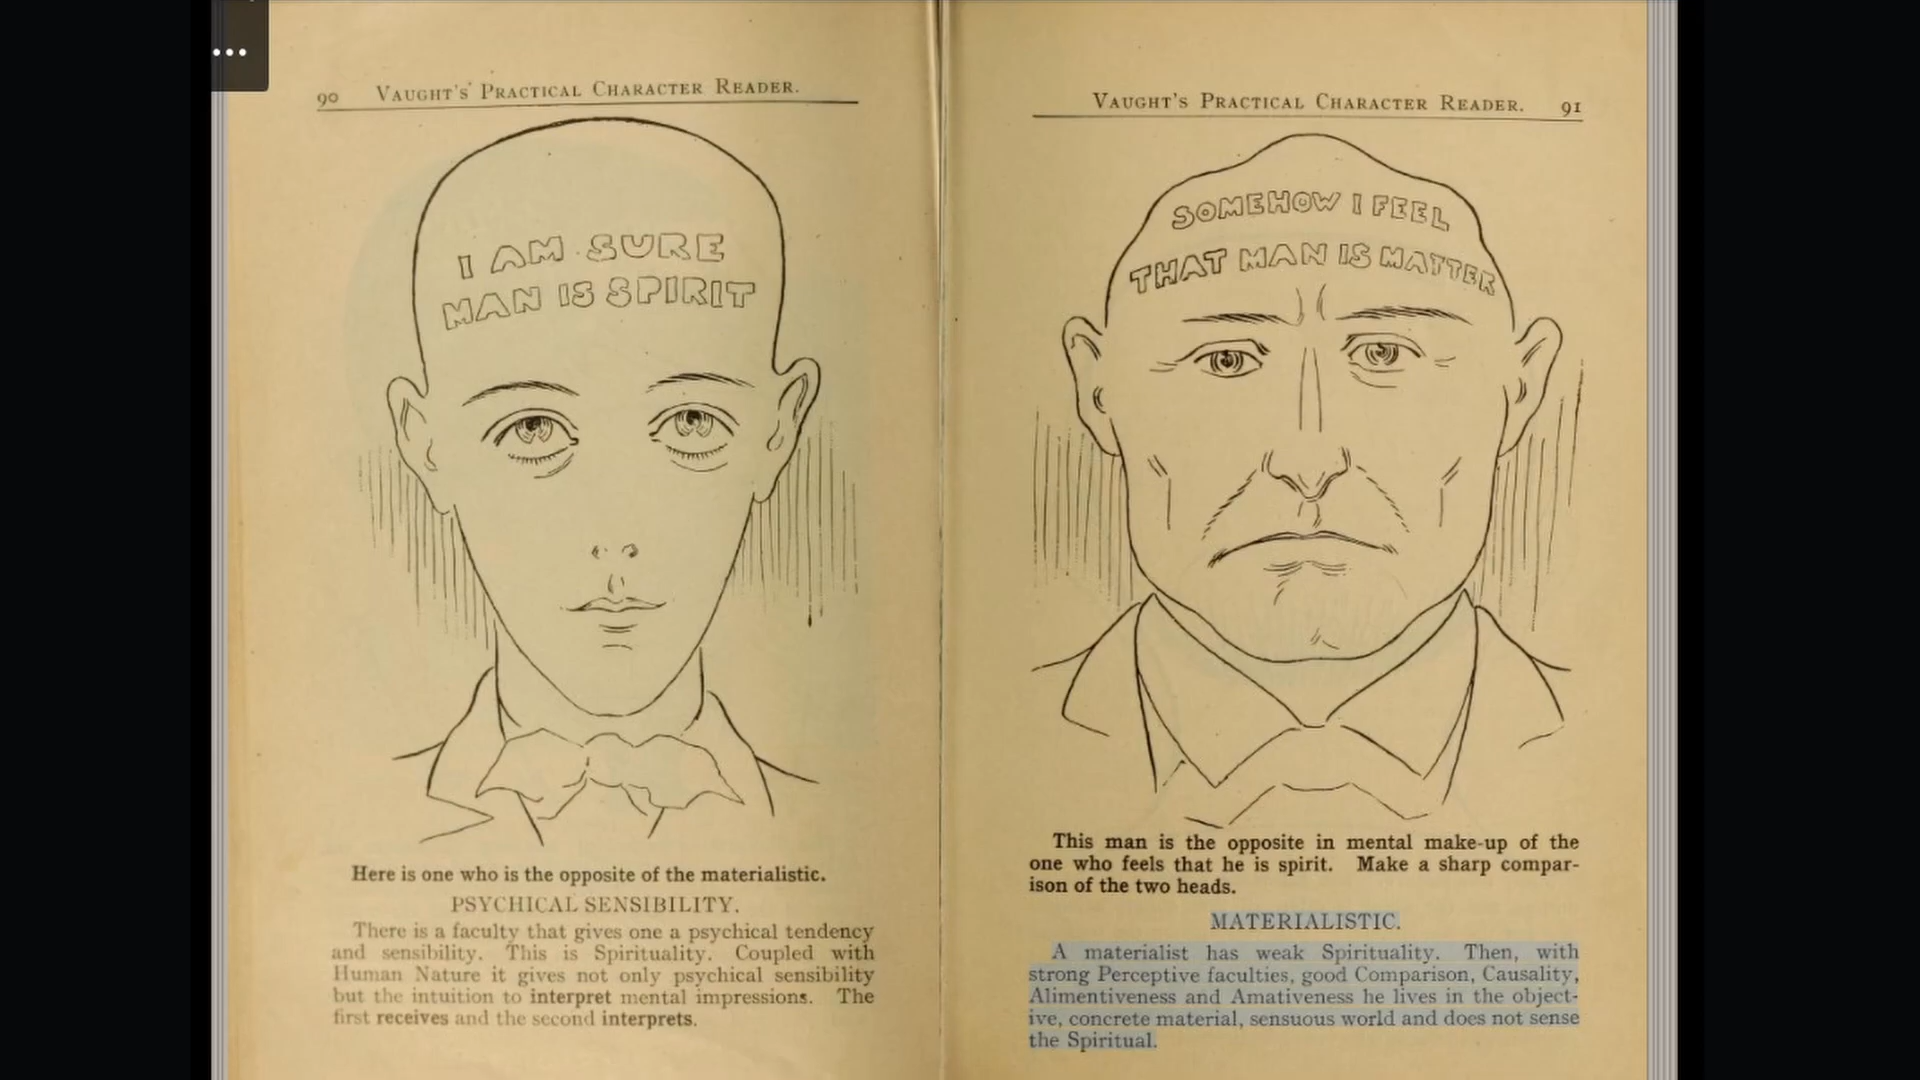 90 VAUGHT'S PRACTICAL CHARACTER READER.
I AM SURE
MAN IS SPIRIT
Here is one who is the opposite of the materialistic.
PSYCHICAL SENSIBILITY.
There is a faculty that gives one a psychical tendency
and sensibility. This is Spirituality. Coupled with
Human Nature it gives not only psychical sensibility
but the intuition to interpret mental impressions. The
first receives and the second interprets.
VAUGHT'S PRACTICAL CHARACTER READER. 91
SOMEHOW I FEEL
THAT MAN IS MATTER
This man is the opposite in mental make-up of the
one who feels that he is spirit. Make a sharp compar-
ison of the two heads.
MATERIALISTIC.
A materialist has weak Spirituality. Then, with
strong Perceptive faculties, good Comparison, Causality,
Alimentiveness and Amativeness he lives in the object-
ive, concrete material, sensuous world and does not sense
the Spiritual.